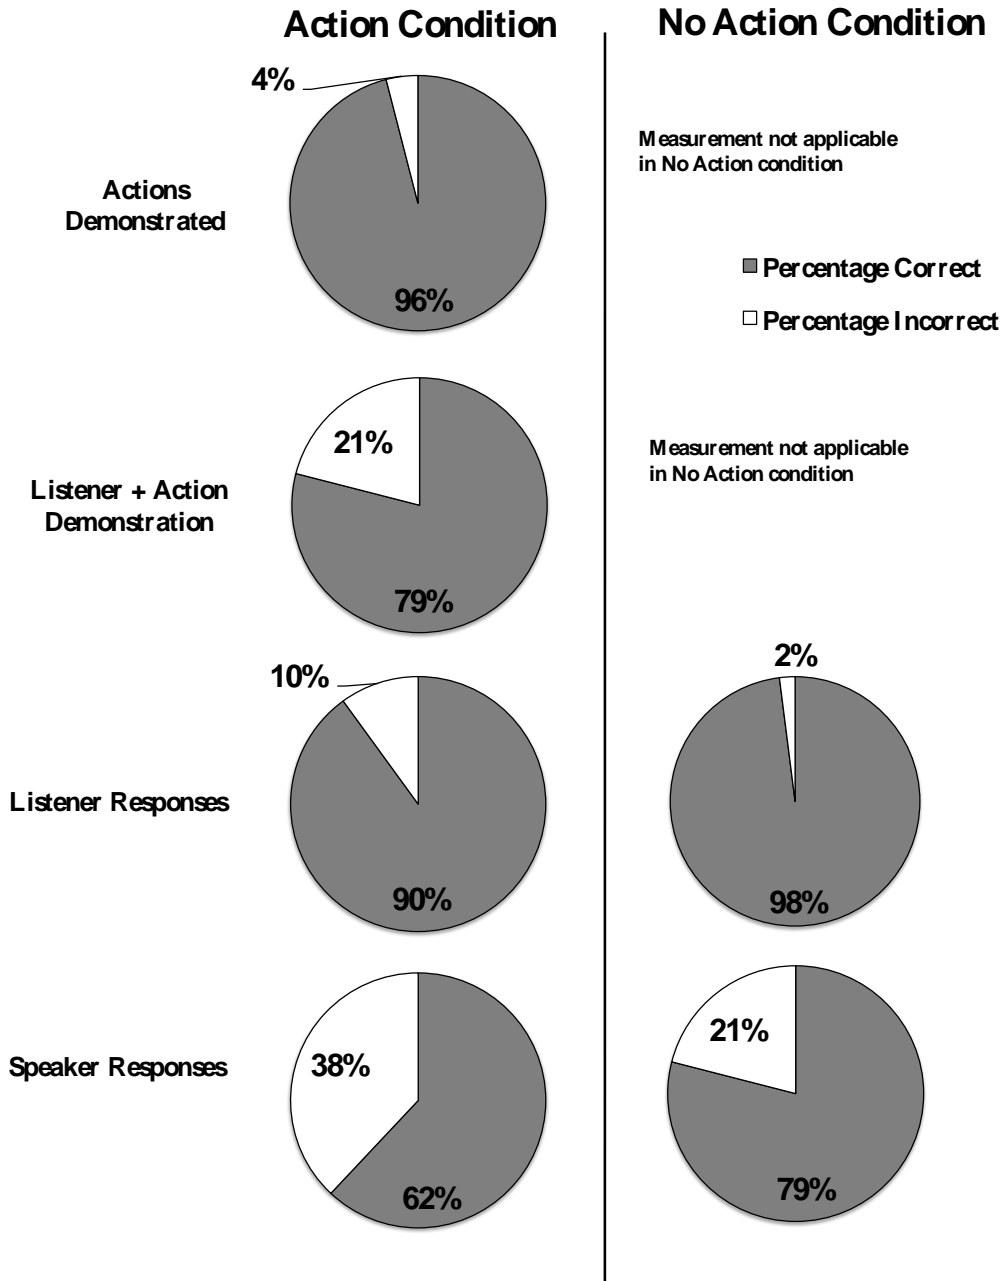 Action Condition
No Action Condition
4%
96%
Actions
Demonstrated
Measurement not applicable
in No Action condition
Percentage Correct
Percentage Incorrect
21%
79%
Listener + Action
Demonstration
Measurement not applicable
in No Action condition
10%
90%
Listener Responses
2%
98%
Speaker Responses
38%
62%
21%
79%